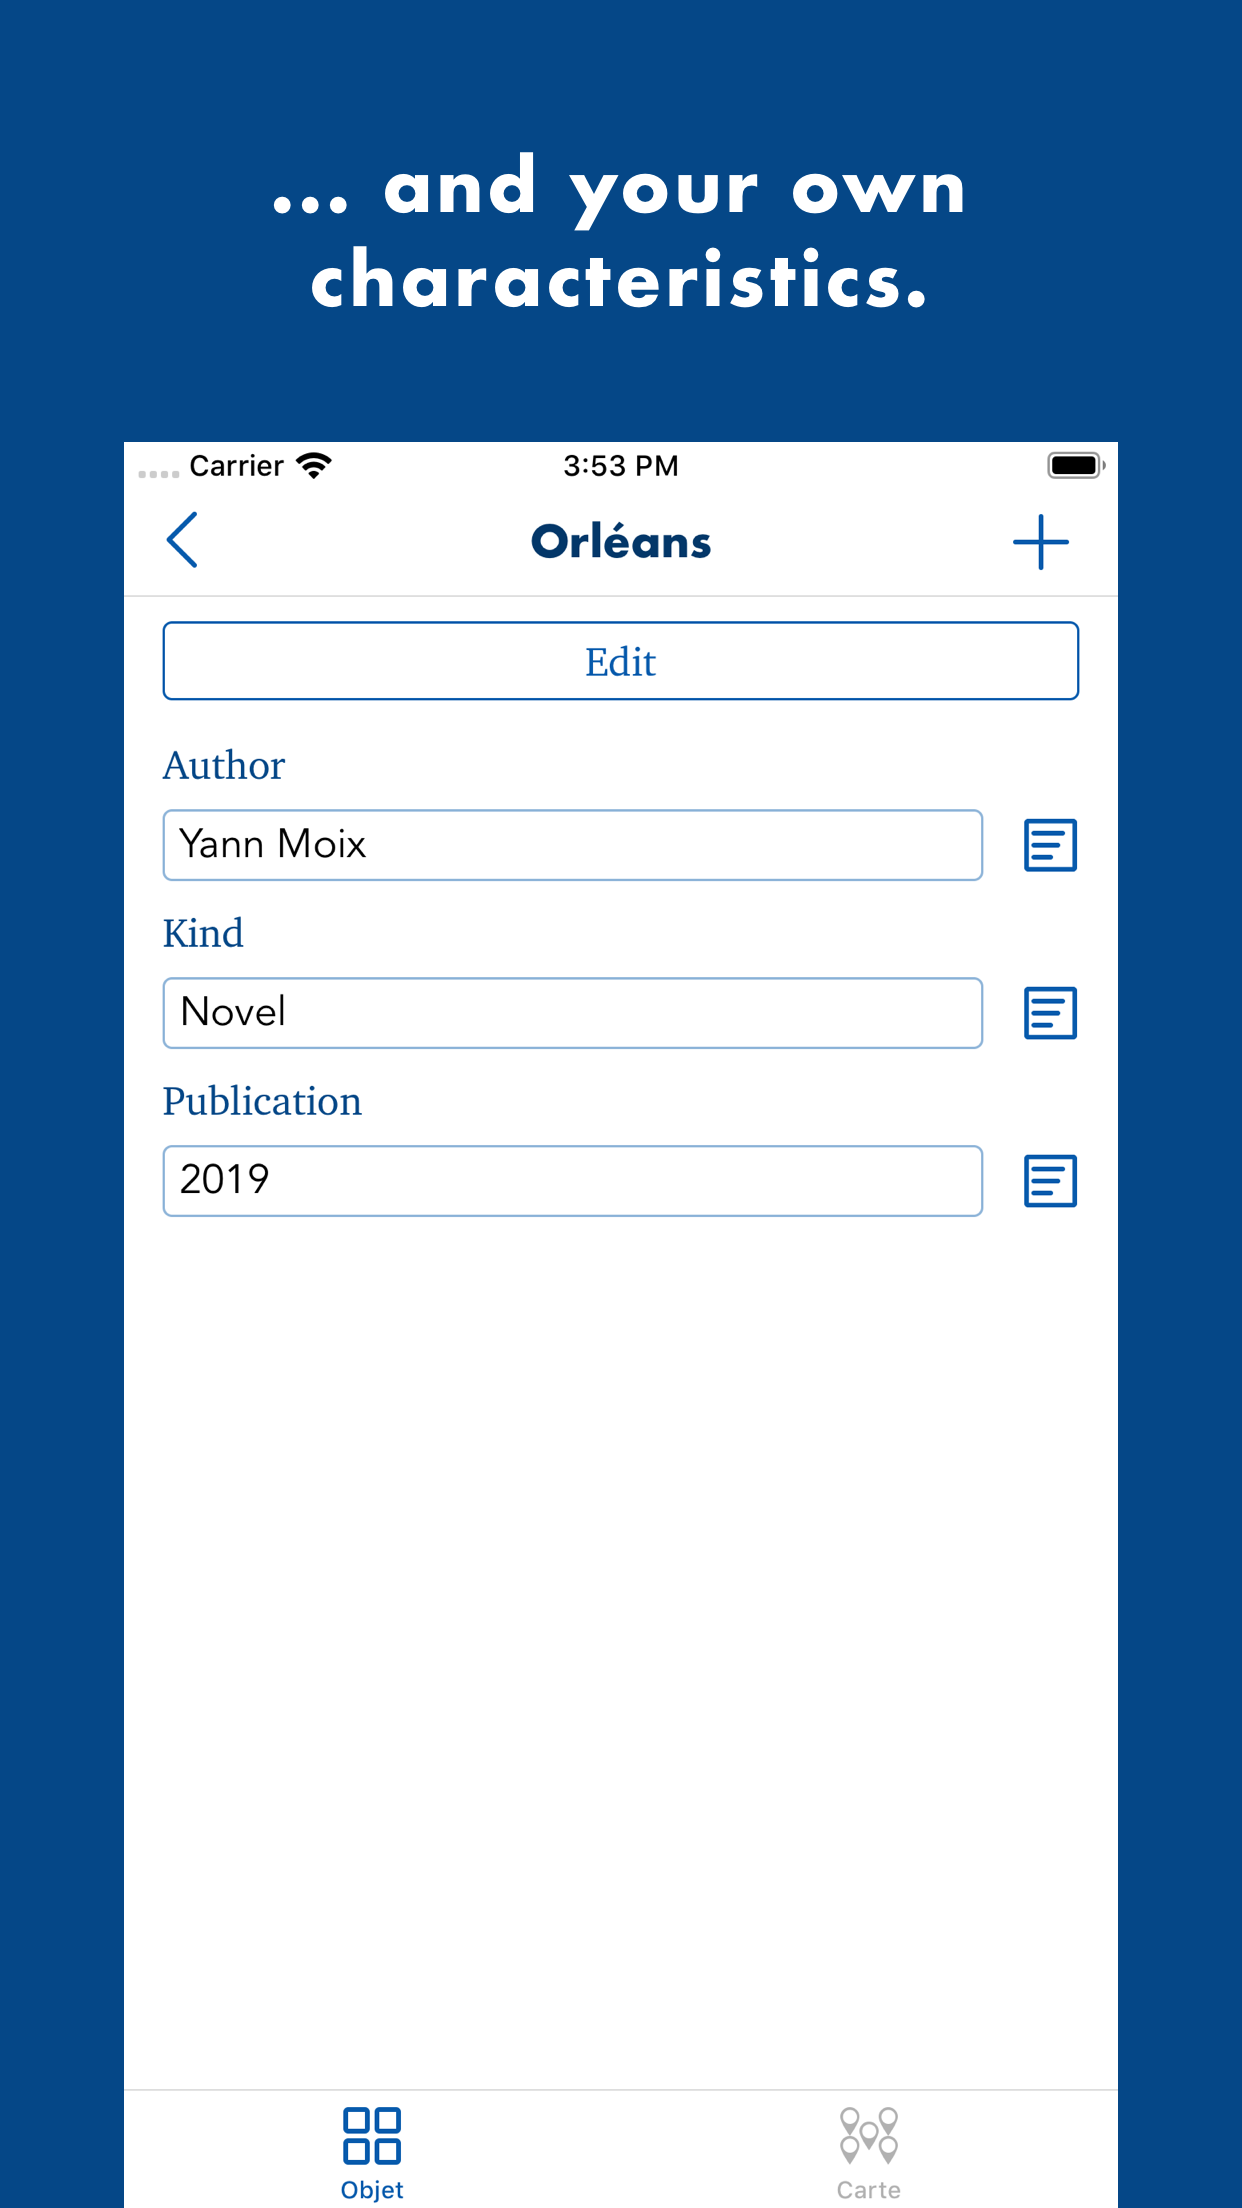 ... and your own
characteristics.
Carrier 3:53 PM
Orléans
Edit
Author
Yann Moix
Kind
Novel
Publication
2019
Objet Carte